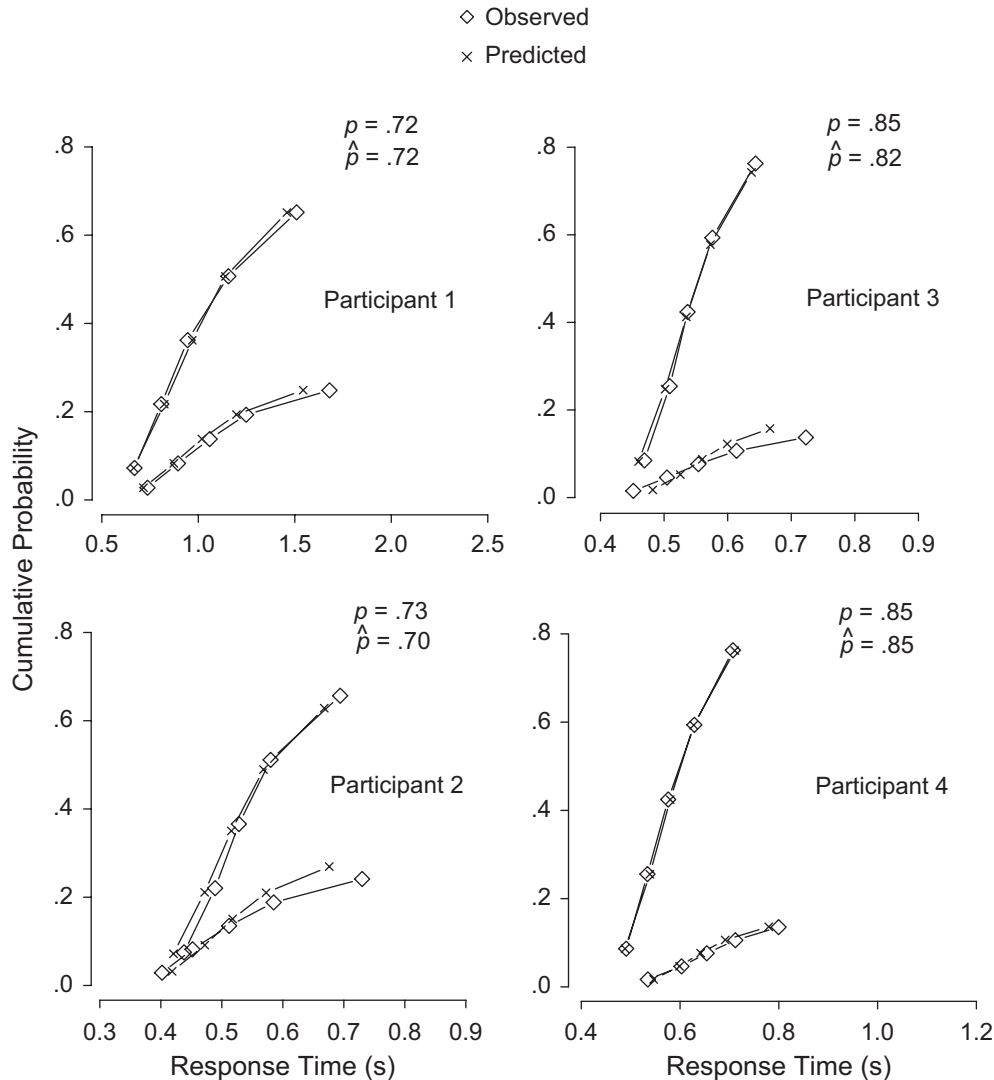 Observed
Predicted
p = .72
p̂ = .72
.8
.6
.4
.2
.0
Participant 1
0.5 1.0 1.5 2.0 2.5
p = .85
p̂ = .82
.8
.6
.4
.2
.0
Participant 3
0.4 0.5 0.6 0.7 0.8 0.9
Cumulative Probability
p = .73
p̂ = .70
.8
.6
.4
.2
.0
Participant 2
0.3 0.4 0.5 0.6 0.7 0.8 0.9
Response Time (s)
p = .85
p̂ = .85
.8
.6
.4
.2
.0
Participant 4
0.4 0.6 0.8 1.0 1.2
Response Time (s)